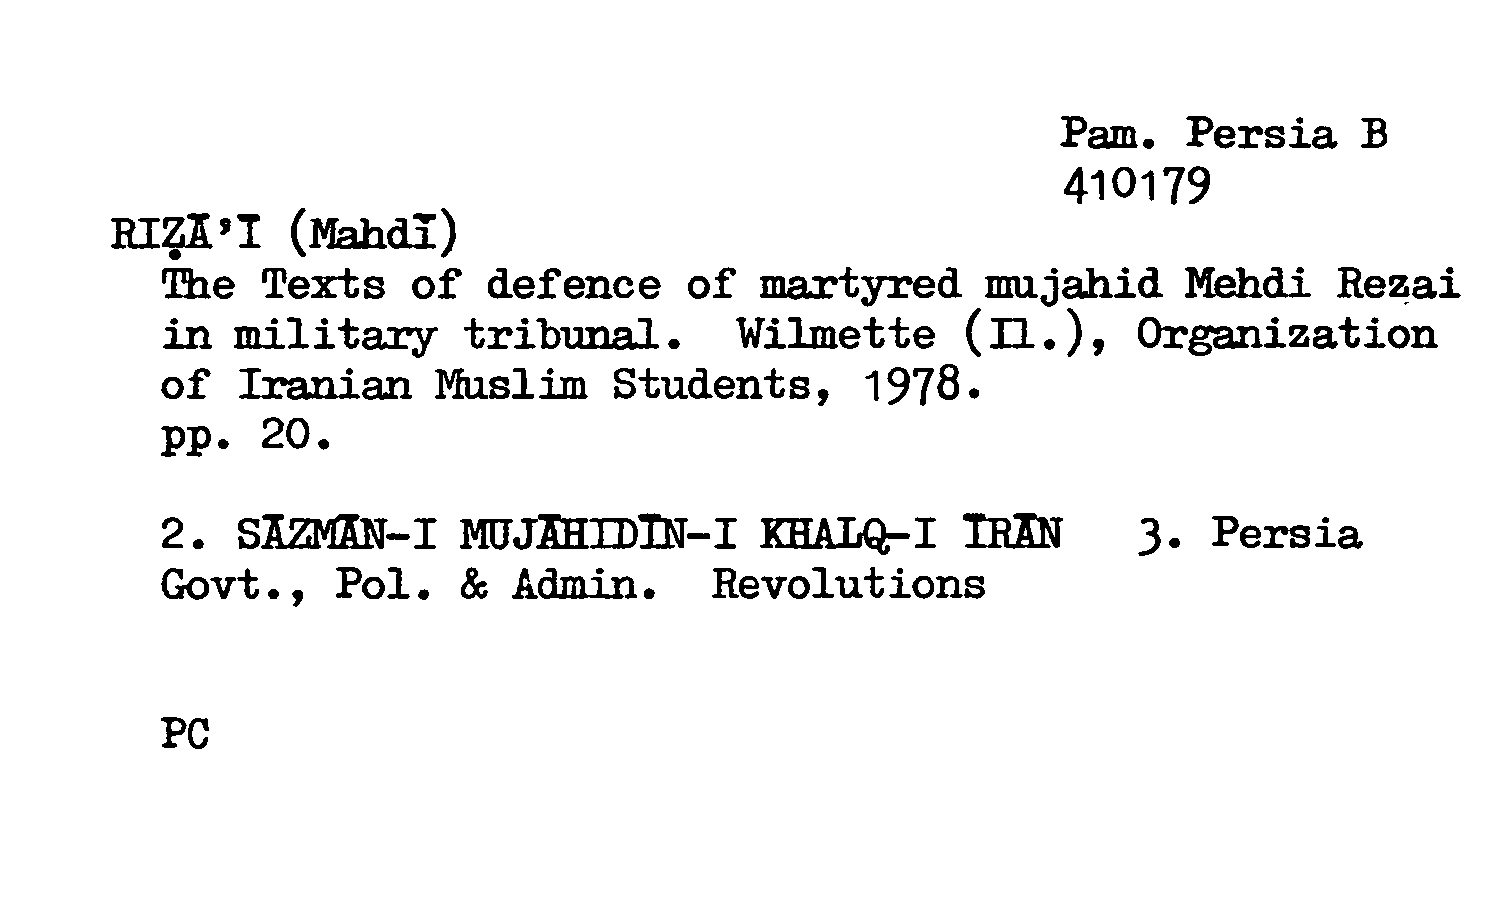 Pam. Persia B
410179
RIẒĀ'Ī (Mahdī)
The Texts of defence of martyred mujahid Mehdi Rezai
in military tribunal. Wilmette (Il.), Organization
of Iranian Muslim Students, 1978.
pp. 20.
2. SĀZMĀN-I MUJĀHIDĪN-I KHALQ-I ĪRĀN 3. Persia
Govt., Pol. & Admin. Revolutions
PC